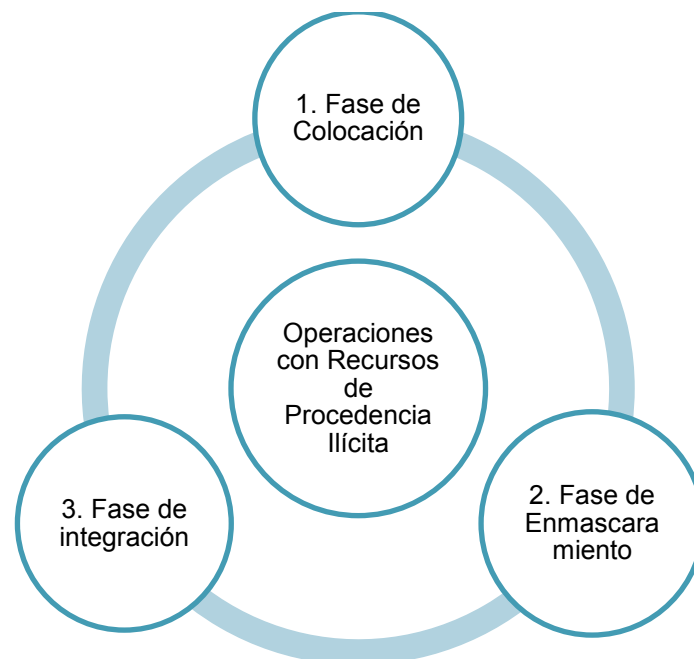 1. Fase de
Colocación
Operaciones
con Recursos
de
Procedencia
Ilícita
3. Fase de
integración
2. Fase de
Enmascara
miento